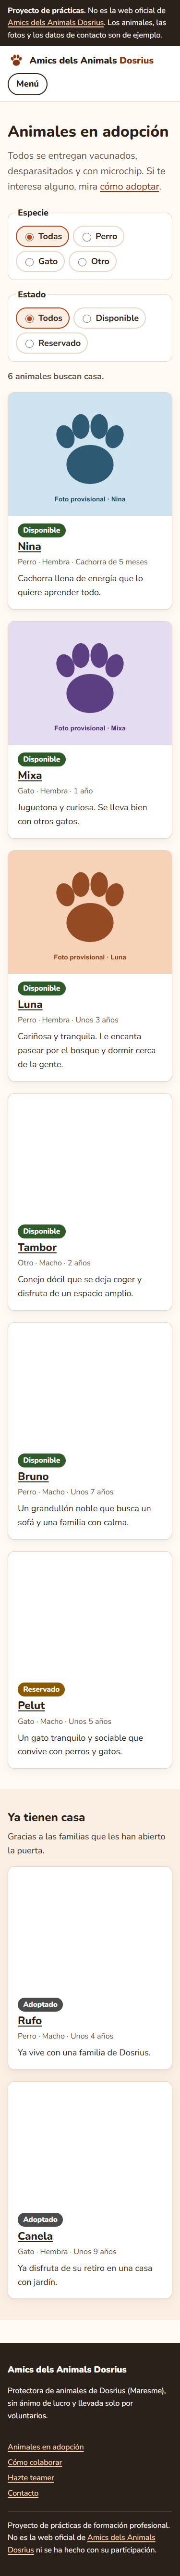 Proyecto de prácticas. No es la web oficial de
Amics dels Animals Dosrius. Los animales, las
fotos y los datos de contacto son de ejemplo.
Amics dels Animals Dosrius
Menú
Animales en adopción
Todos se entregan vacunados,
desparasitados y con microchip. Si te
interesa alguno, mira cómo adoptar.
Especie
Todas
Perro
Gato
Otro
Estado
Todos
Disponible
Reservado
6 animales buscan casa.
Foto provisional · Nina
Disponible
Nina
Perro · Hembra · Cachorra de 5 meses
Cachorra llena de energía que lo
quiere aprender todo.
Foto provisional · Mixa
Disponible
Mixa
Gato · Hembra · 1 año
Juguetona y curiosa. Se lleva bien
con otros gatos.
Foto provisional · Luna
Disponible
Luna
Perro · Hembra · Unos 3 años
Cariñosa y tranquila. Le encanta
pasear por el bosque y dormir cerca
de la gente.
Disponible
Tambor
Otro · Macho · 2 años
Conejo dócil que se deja coger y
disfruta de un espacio amplio.
Disponible
Bruno
Perro · Macho · Unos 7 años
Un grandullón noble que busca un
sofá y una familia con calma.
Reservado
Pelut
Gato · Macho · Unos 5 años
Un gato tranquilo y sociable que
convive con perros y gatos.
Ya tienen casa
Gracias a las familias que les han abierto
la puerta.
Adoptado
Rufo
Perro · Macho · Unos 4 años
Ya vive con una familia de Dosrius.
Adoptado
Canela
Gato · Hembra · Unos 9 años
Ya disfruta de su retiro en una casa
con jardín.
Amics dels Animals Dosrius
Protectora de animales de Dosrius (Maresme),
sin ánimo de lucro y llevada solo por
voluntarios.
Animales en adopción
Cómo colaborar
Hazte teamer
Contacto
Proyecto de prácticas de formación profesional.
No es la web oficial de Amics dels Animals
Dosrius ni se ha hecho con su participación.